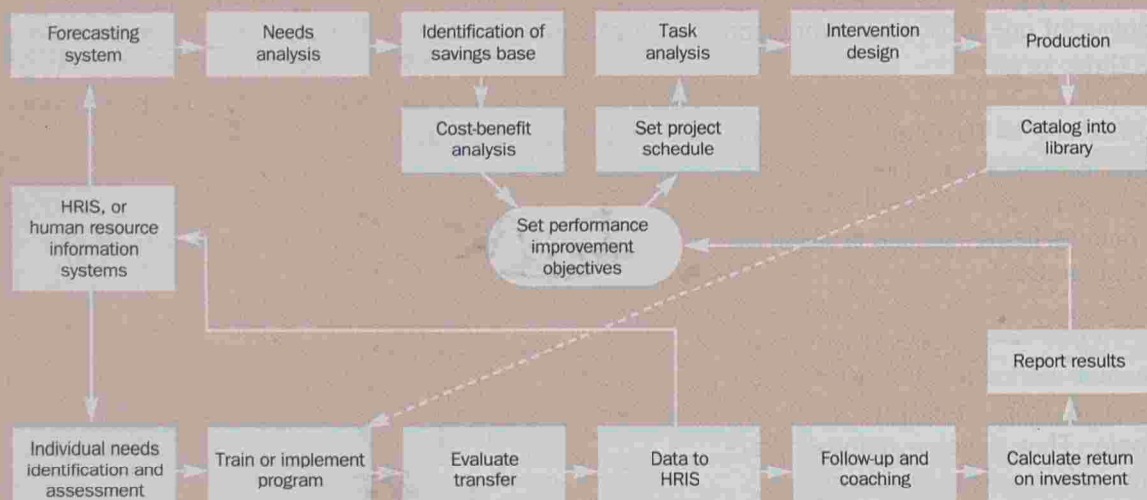 Forecasting
system
Needs
analysis
Identification of
savings base
Task
analysis
Intervention
design
Production
Cost-benefit
analysis
Set project
schedule
Catalog into
library
HRIS, or
human resource
information
systems
Set performance
improvement
objectives
Report results
Individual needs
identification and
assessment
Train or implement
program
Evaluate
transfer
Data to
HRIS
Follow-up and
coaching
Calculate return
on investment